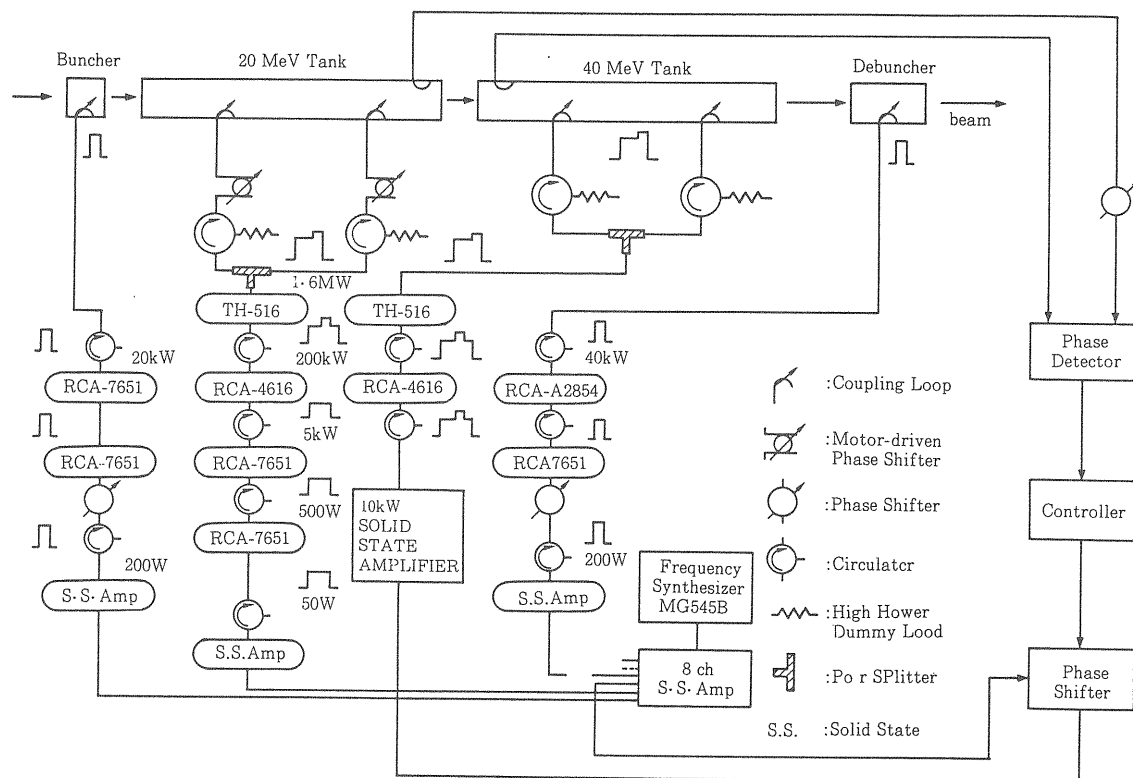 Buncher
20 MeV Tank
40 MeV Tank
Debuncher
beam
1·6MW
TH-516
TH-516
20kW
200kW
40kW
Phase
Detector
RCA-7651
RCA-4616
RCA-4616
RCA-A2854
:Coupling Loop
5kW
RCA-7651
RCA-7651
RCA7651
:Motor-driven
Phase Shifter
500W
10kW
SOLID
STATE
AMPLIFIER
:Phase Shifter
Controller
RCA-7651
200W
200W
Frequency
Synthesizer
MG545B
:Circulatcr
50W
S·S·Amp
S.S.Amp
:High Hower
Dummy Lood
S.S.Amp
8 ch
S·S·Amp
:Po r SPlitter
Phase
Shifter
S.S. :Solid State